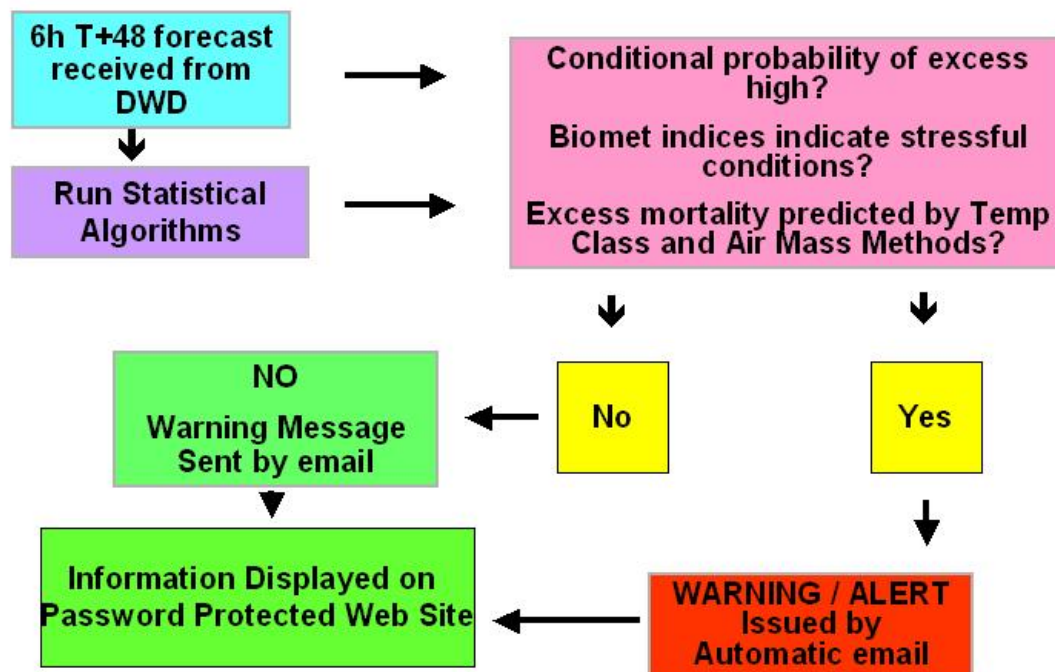 6h T+48 forecast
received from
DWD
Run Statistical
Algorithms
Conditional probability of excess
high?
Biomet indices indicate stressful
conditions?
Excess mortality predicted by Temp
Class and Air Mass Methods?
No
Yes
NO
Warning Message
Sent by email
Information Displayed on
Password Protected Web Site
WARNING / ALERT
Issued by
Automatic email